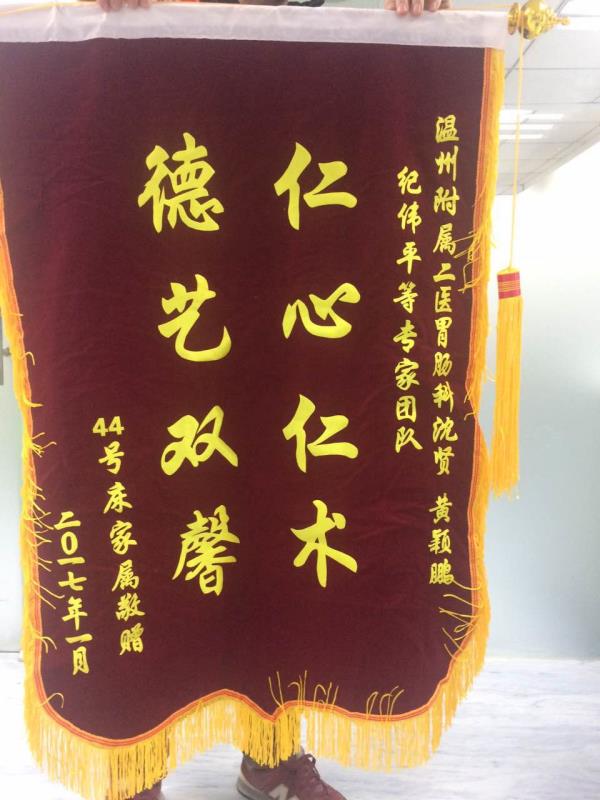 温州附属二医胃肠科沈贤 黄颖鹏
纪伟平等专家团队
仁心仁术
德艺双馨
44号床家属敬赠
二〇一七年一月